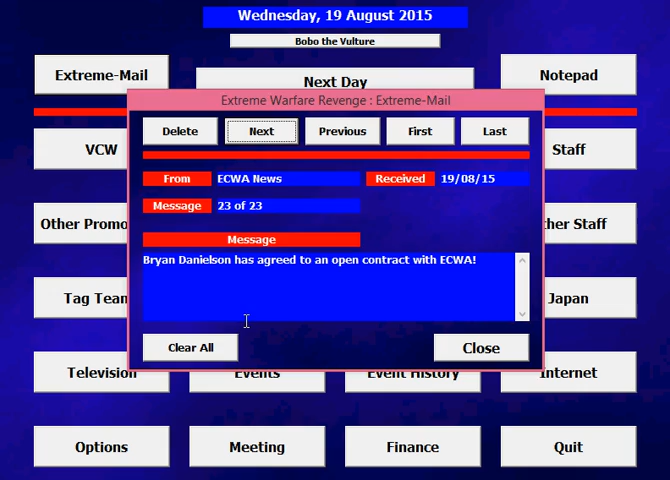 Wednesday, 19 August 2015
Bobo the Vulture
Extreme-Mail
Next Day
Notepad
Extreme Warfare Revenge : Extreme-Mail
Delete
Next
Previous
First
Last
VCW
Staff
From
ECWA News
Received
19/08/15
Message
23 of 23
Other Promo
her Staff
Message
Bryan Danielson has agreed to an open contract with ECWA!
Tag Team
Japan
Clear All
Close
Television
Events
Event History
Internet
Options
Meeting
Finance
Quit